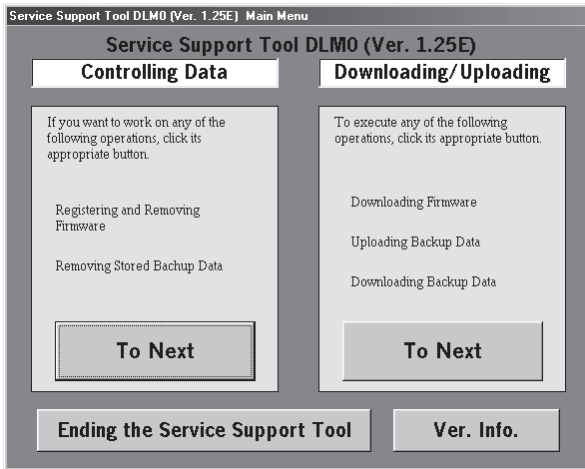 Service Support Tool DLM0 (Ver. 1.25E)  Main Menu
Service Support Tool DLM0 (Ver. 1.25E)
Controlling Data
If you want to work on any of the
following operations, click its
appropriate button.
Registering and Removing
Firmware
Removing Stored Bachup Data
To Next
Downloading/Uploading
To execute any of the following
operations, click its appropriate button.
Downloading Firmware
Uploading Backup Data
Downloading Backup Data
To Next
Ending the Service Support Tool
Ver. Info.